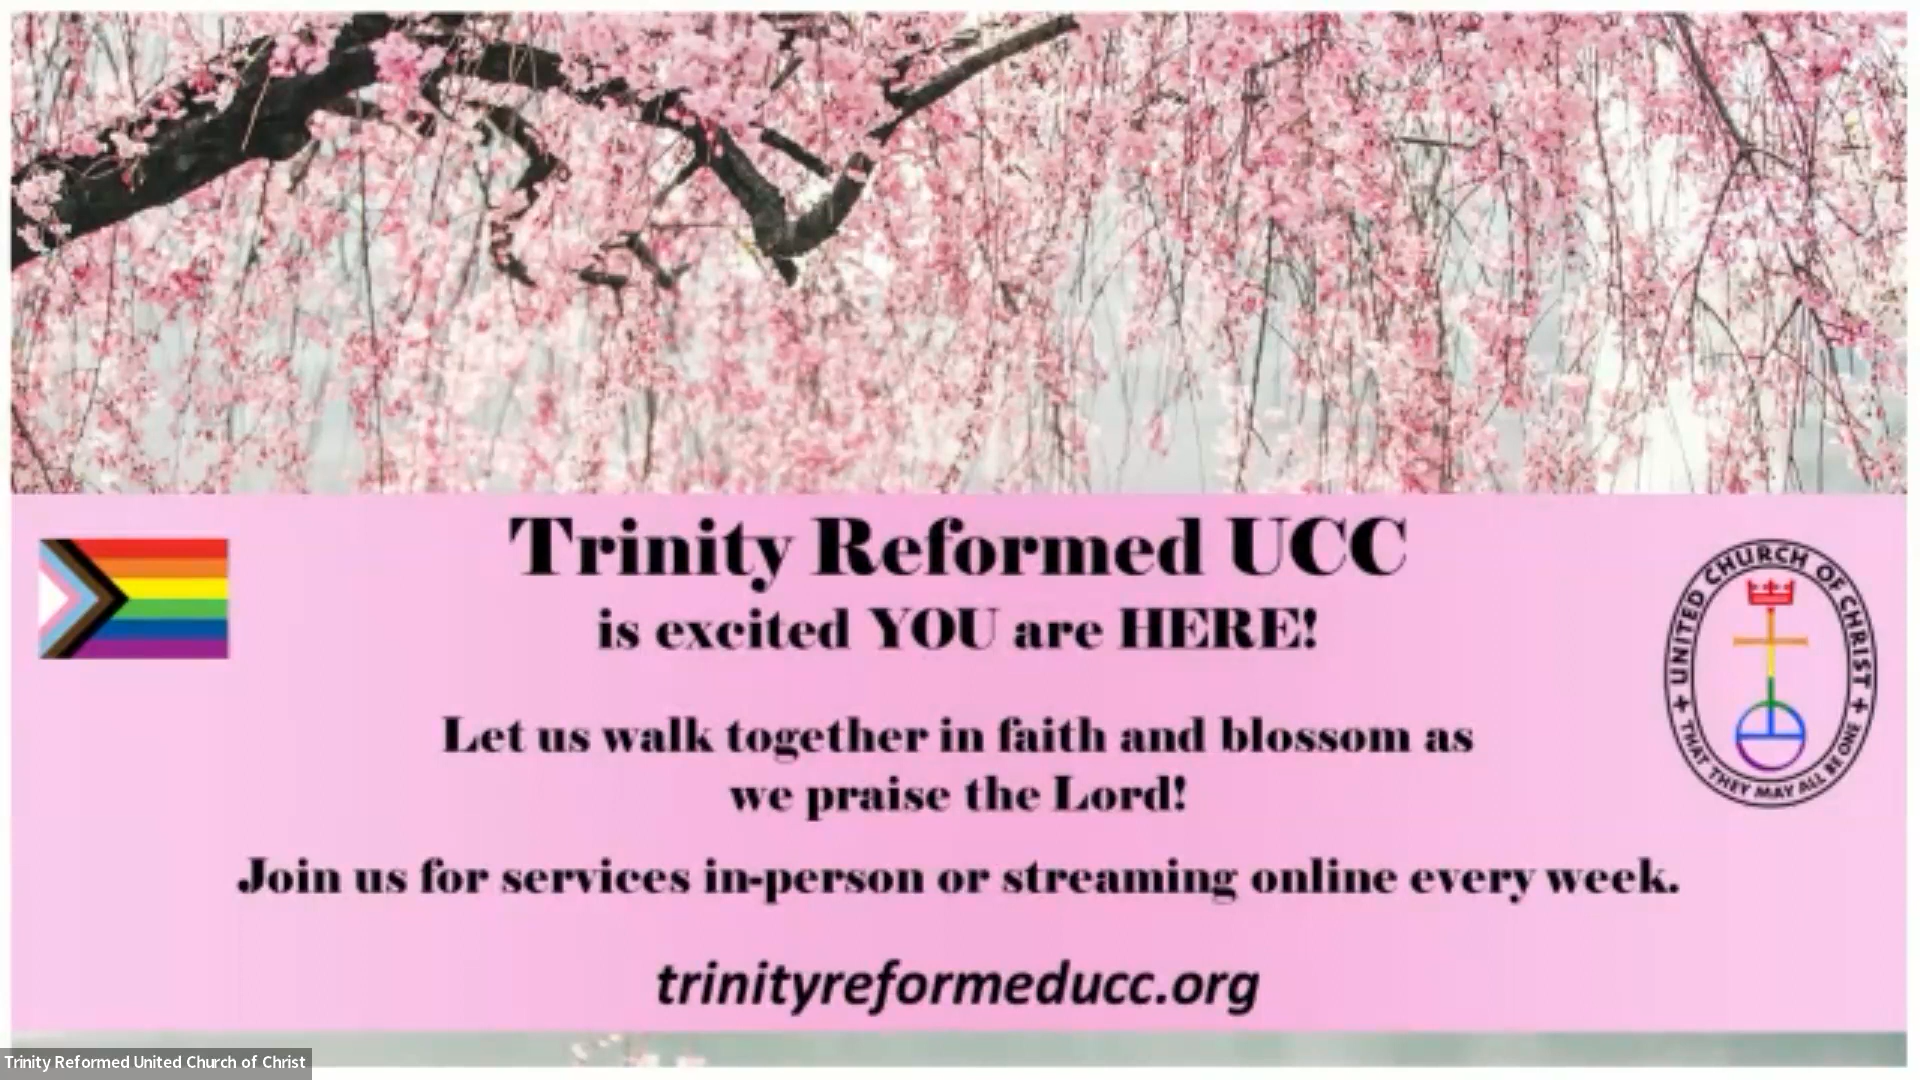 Trinity Reformed UCC
is excited YOU are HERE!
UNITED CHURCH OF CHRIST
THAT THEY MAY ALL BE ONE
Let us walk together in faith and blossom as
we praise the Lord!
Join us for services in-person or streaming online every week.
trinityreformeducc.org
Trinity Reformed United Church of Christ